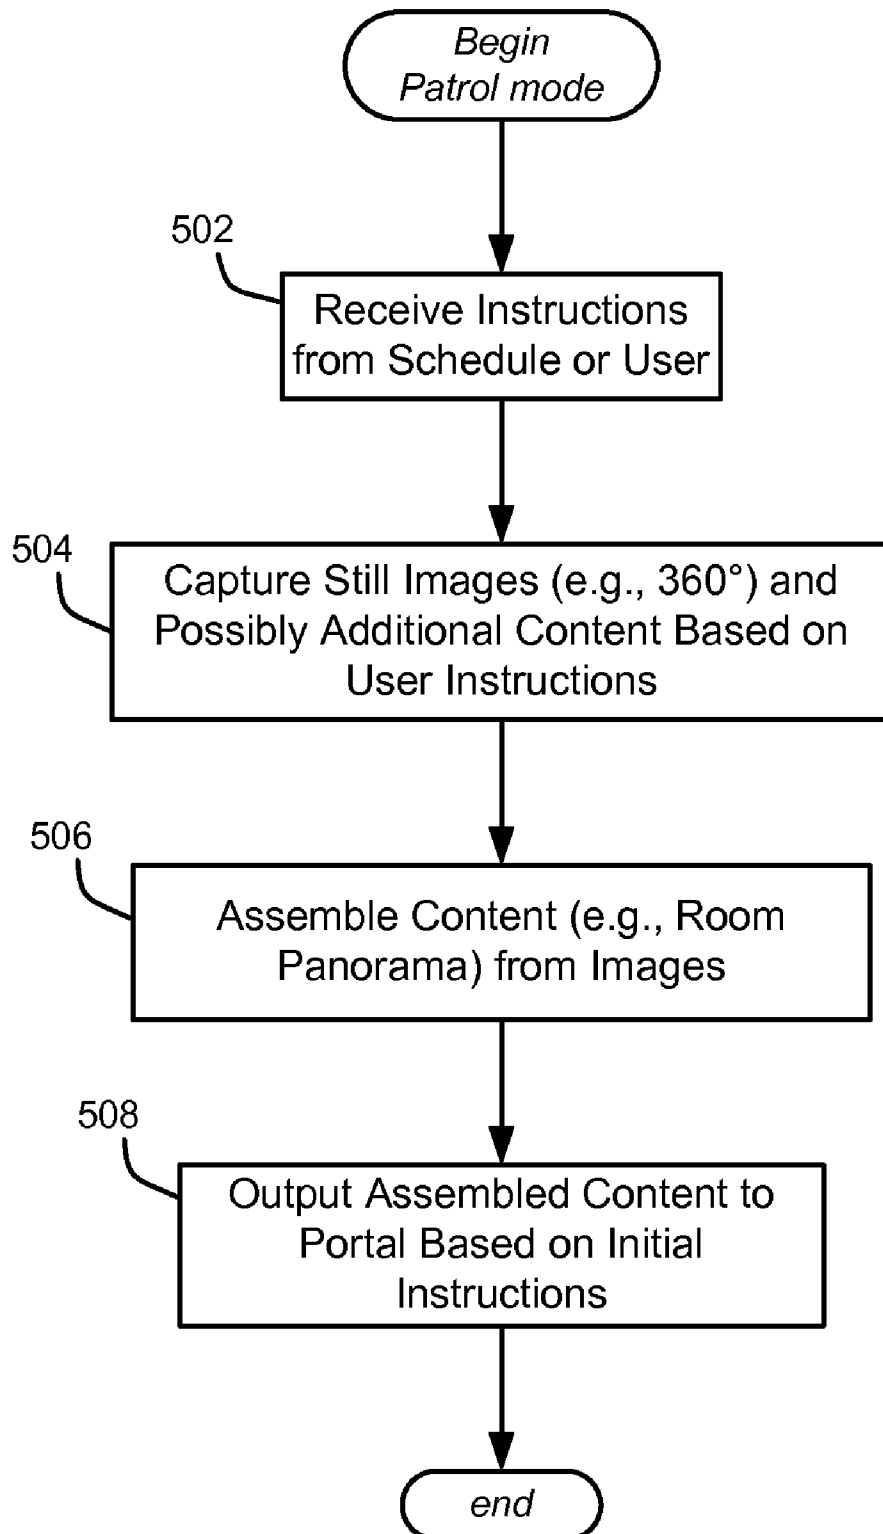 Begin
Patrol mode
502
Receive Instructions
from Schedule or User
504
Capture Still Images (e.g., 360°) and
Possibly Additional Content Based on
User Instructions
506
Assemble Content (e.g., Room
Panorama) from Images
508
Output Assembled Content to
Portal Based on Initial
Instructions
end